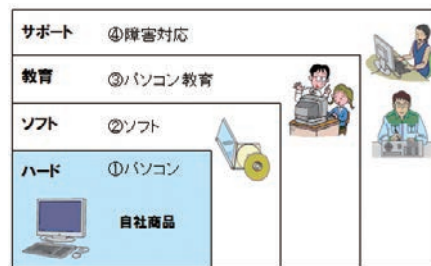 サポート ④障害対応
教育 ③パソコン教育
ソフト ②ソフト
ハード ①パソコン
自社商品